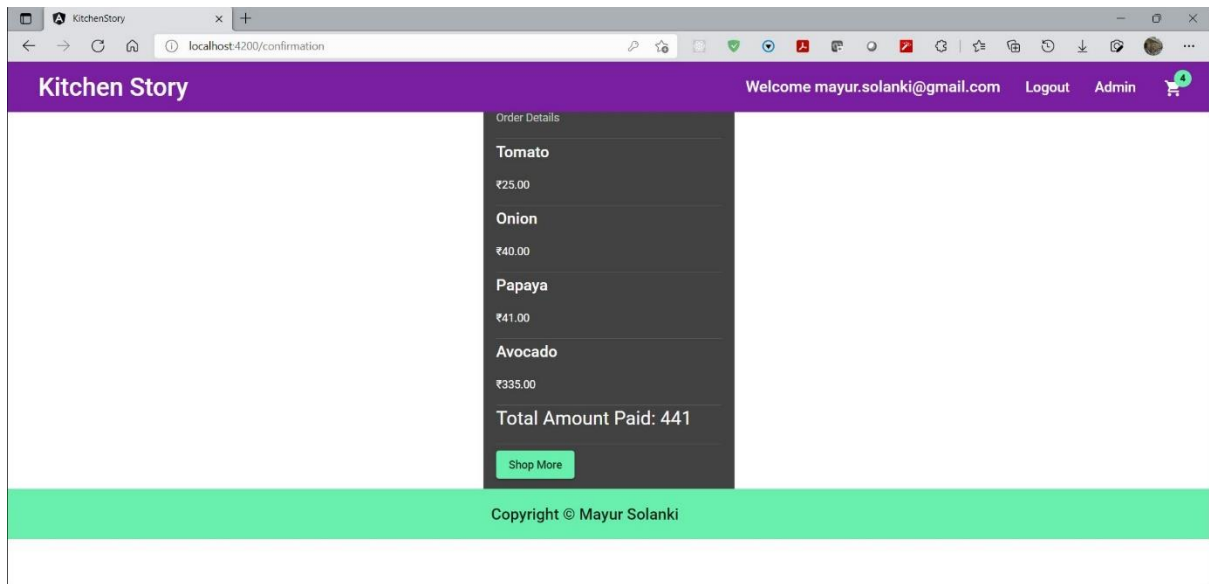 KitchenStory
localhost:4200/confirmation
Kitchen Story
Welcome mayur.solanki@gmail.com Logout Admin 4
Order Details
Tomato
₹25.00
Onion
₹40.00
Papaya
₹41.00
Avocado
₹335.00
Total Amount Paid: 441
Shop More
Copyright © Mayur Solanki